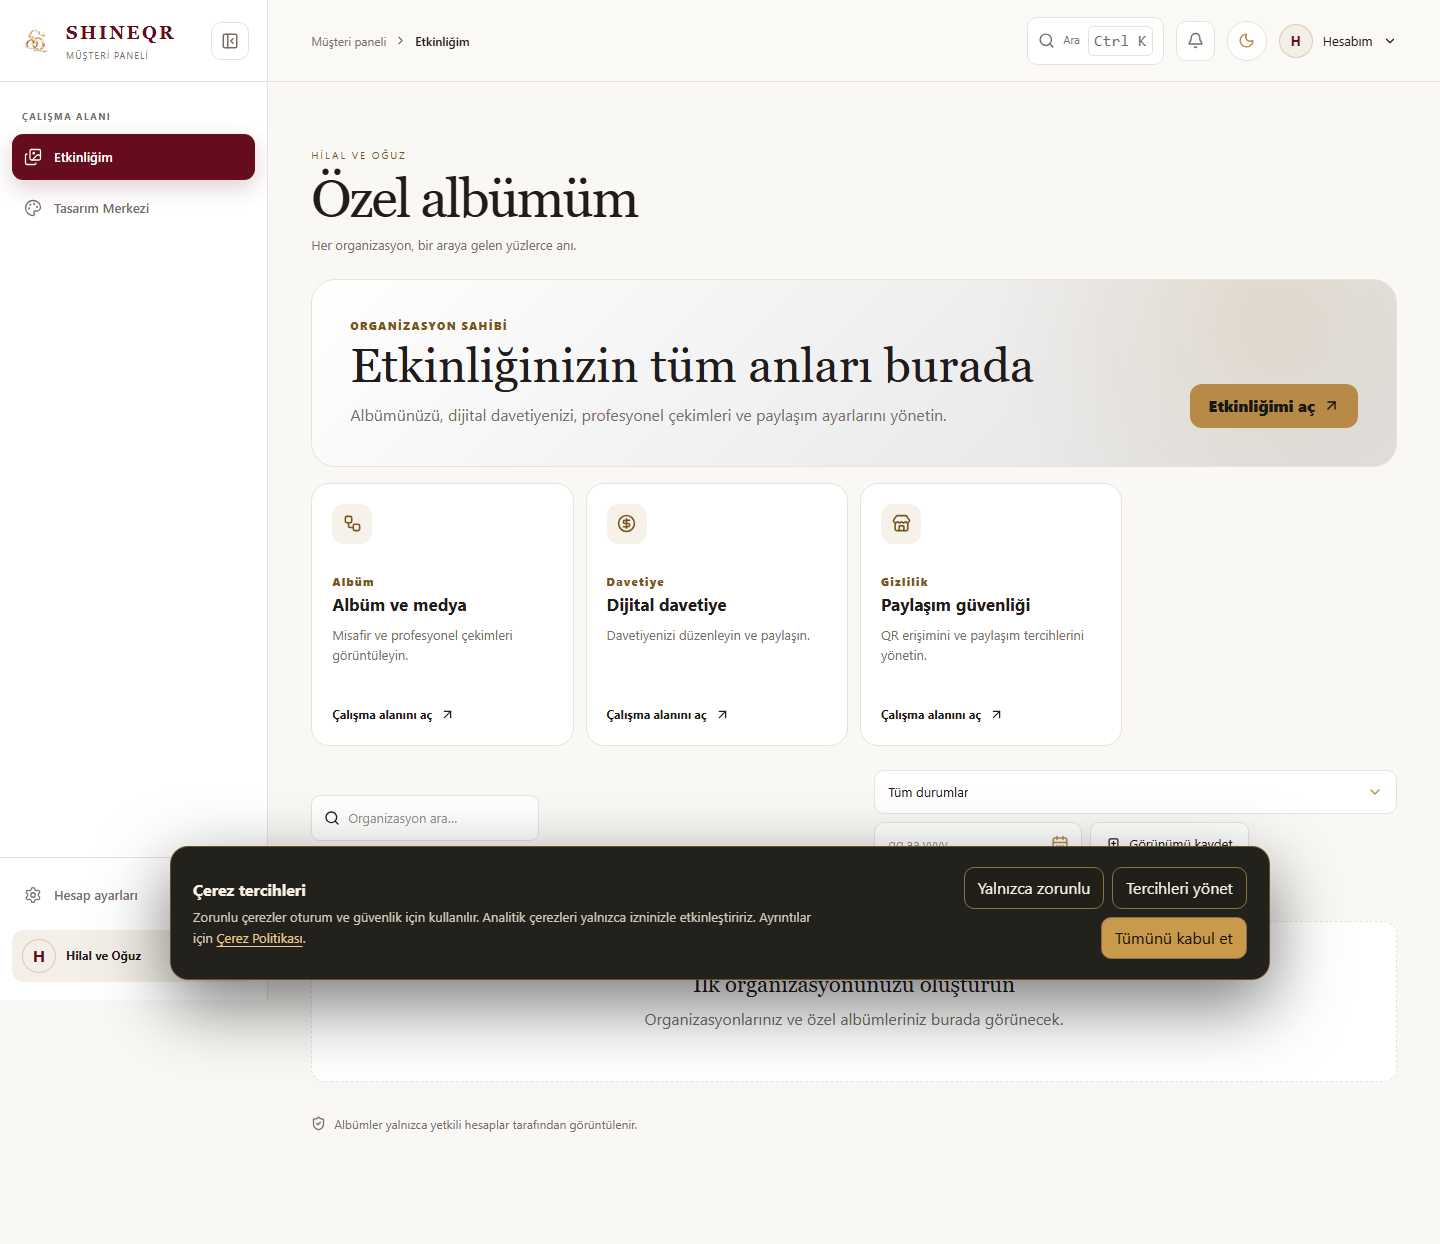 SHINEQR
MÜŞTERİ PANELİ
Müşteri paneli
Etkinliğim
Ara
Ctrl K
H
Hesabım
ÇALIŞMA ALANI
Etkinliğim
Tasarım Merkezi
HİLAL VE OĞUZ
Özel albümüm
Her organizasyon, bir araya gelen yüzlerce anı.
ORGANİZASYON SAHİBİ
Etkinliğinizin tüm anları burada
Albümünüzü, dijital davetiyenizi, profesyonel çekimleri ve paylaşım ayarlarını yönetin.
Etkinliğimi aç
Albüm
Albüm ve medya
Misafir ve profesyonel çekimleri
görüntüleyin.
Çalışma alanını aç
Davetiye
Dijital davetiye
Davetiyenizi düzenleyin ve paylaşın.
Çalışma alanını aç
Gizlilik
Paylaşım güvenliği
QR erişimini ve paylaşım tercihlerini
yönetin.
Çalışma alanını aç
Organizasyon ara...
Tüm durumlar
gg.aa.yyyy
Görünümü kaydet
Hesap ayarları
H
Hilal ve Oğuz
Çerez tercihleri
Zorunlu çerezler oturum ve güvenlik için kullanılır. Analitik çerezleri yalnızca izninizle etkinleştiririz. Ayrıntılar
için Çerez Politikası.
Yalnızca zorunlu
Tercihleri yönet
Tümünü kabul et
İlk organizasyonunuzu oluşturun
Organizasyonlarınız ve özel albümleriniz burada görünecek.
Albümler yalnızca yetkili hesaplar tarafından görüntülenir.